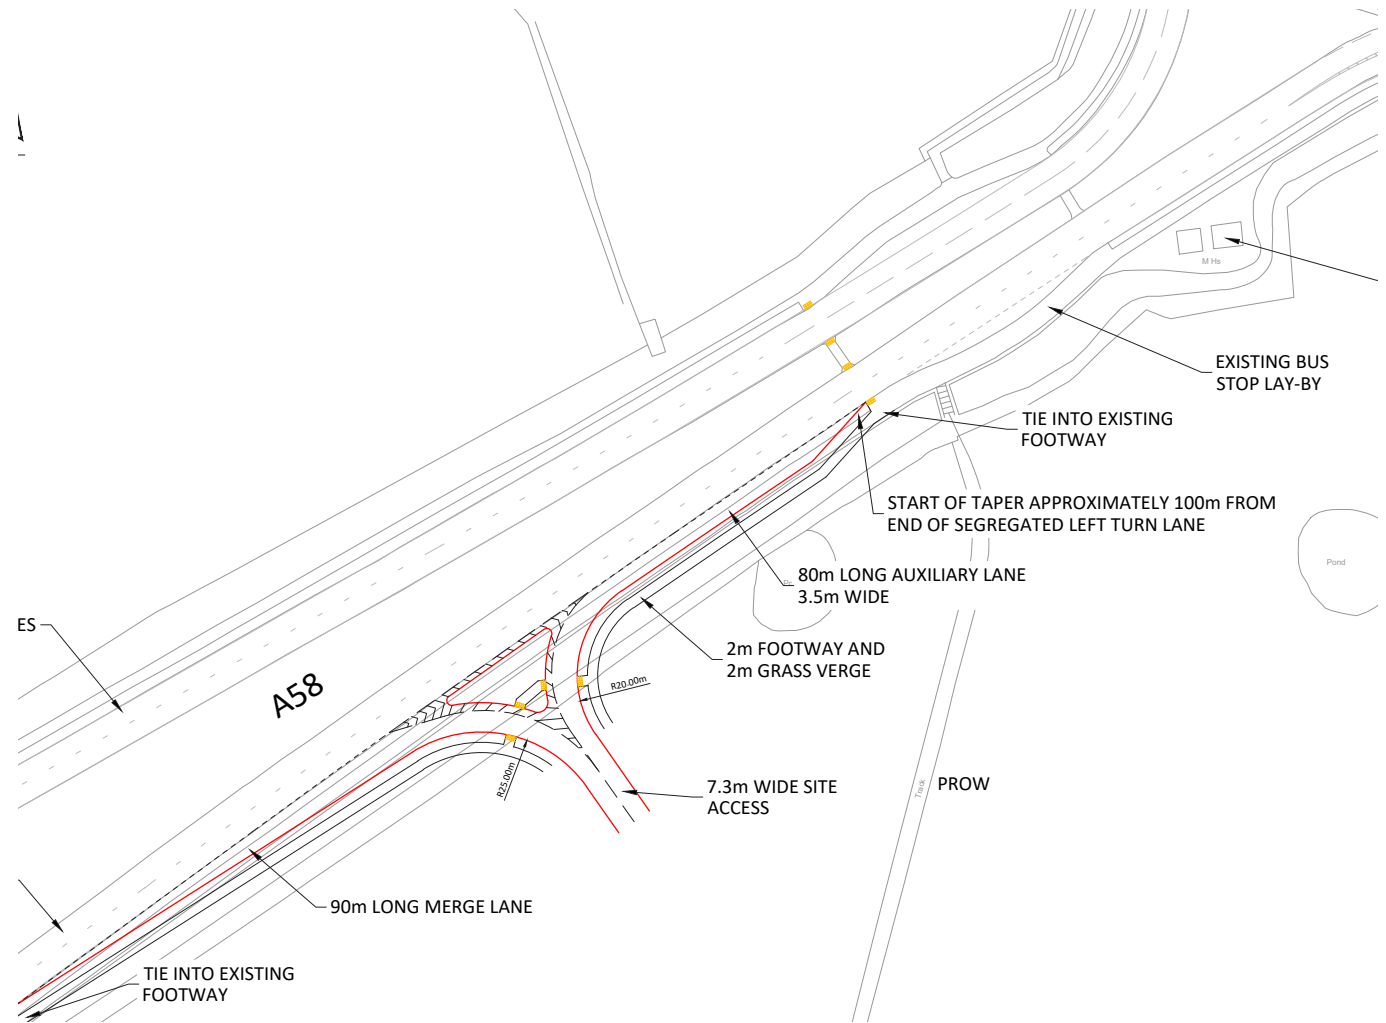 M Hs
EXISTING BUS
STOP LAY-BY
TIE INTO EXISTING
FOOTWAY
START OF TAPER APPROXIMATELY 100m FROM
END OF SEGREGATED LEFT TURN LANE
Pond
80m LONG AUXILIARY LANE
3.5m WIDE
ES
2m FOOTWAY AND
2m GRASS VERGE
A58
R20.00m
R25.00m
7.3m WIDE SITE
ACCESS
Track
PROW
90m LONG MERGE LANE
TIE INTO EXISTING
FOOTWAY